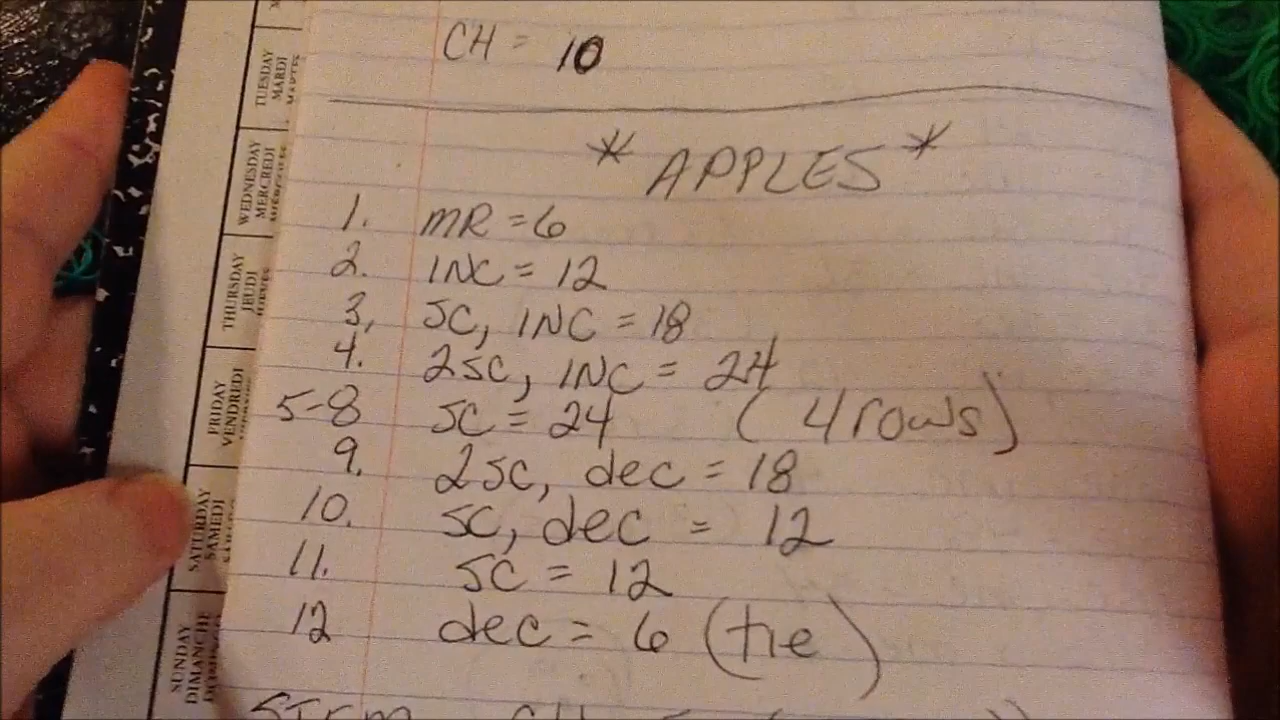 CH = 10
* APPLES *
1. MR = 6
2. INC = 12
3, SC, INC = 18
4. 2SC, INC = 24
5-8 SC = 24 (4 rows)
9. 2SC, dec = 18
10. SC, dec = 12
11. SC = 12
12 dec = 6 (tie)
TUESDAY
MARDI
MARTES
WEDNESDAY
MERCREDI
THURSDAY
JEUDI
FRIDAY
VENDREDI
SATURDAY
SAMEDI
SUNDAY
DIMANCHE